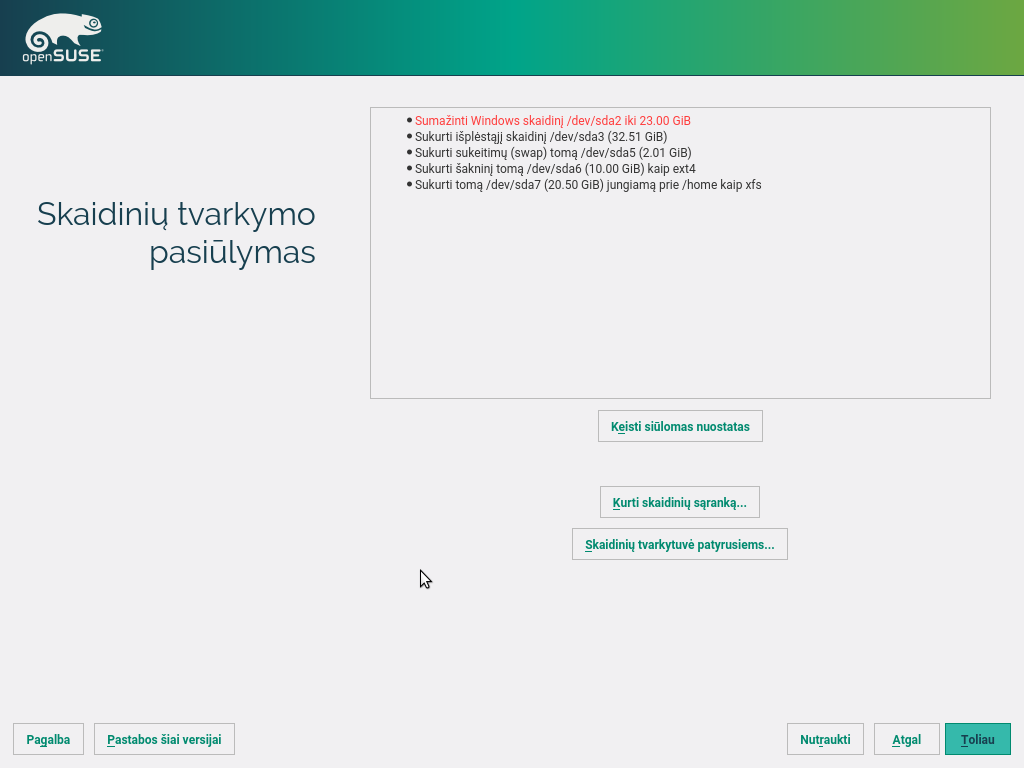 openSUSE
Skaidinių tvarkymo
pasiūlymas
Sumažinti Windows skaidinį /dev/sda2 iki 23.00 GiB
Sukurti išplėstąjį skaidinį /dev/sda3 (32.51 GiB)
Sukurti sukeitimų (swap) tomą /dev/sda5 (2.01 GiB)
Sukurti šakninį tomą /dev/sda6 (10.00 GiB) kaip ext4
Sukurti tomą /dev/sda7 (20.50 GiB) jungiamą prie /home kaip xfs
Keisti siūlomas nuostatas
Kurti skaidinių sąranką...
Skaidinių tvarkytuvė patyrusiems...
Pagalba
Pastabos šiai versijai
Nutraukti
Atgal
Toliau